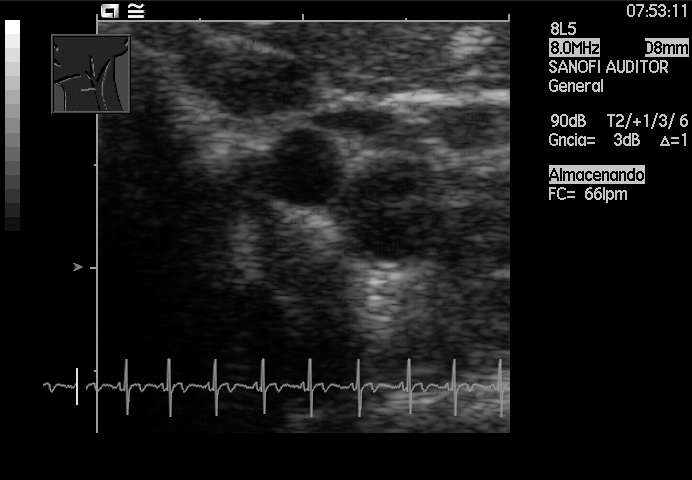 07:53:11
8L5
8.0MHz D8mm
SANOFI AUDITOR
General
90dB T2/+1/3/ 6
Gncia= 3dB Δ=1
Almacenando
FC= 66lpm